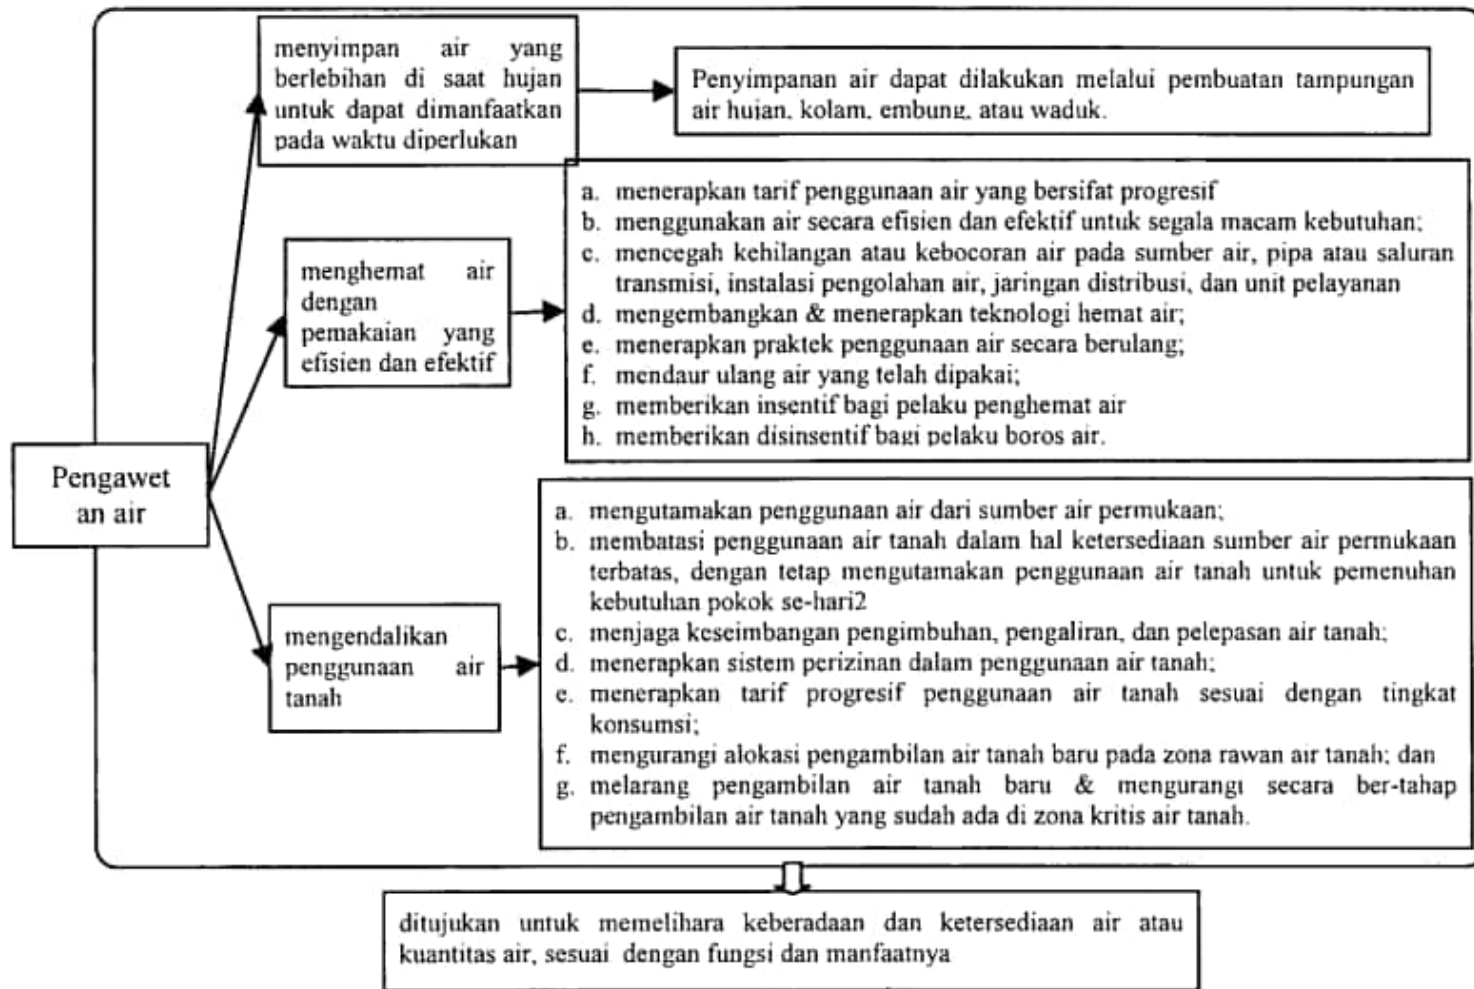 menyimpan air yang
berlebihan di saat hujan
untuk dapat dimanfaatkan
pada waktu diperlukan
Penyimpanan air dapat dilakukan melalui pembuatan tampungan
air hujan, kolam, embung, atau waduk.
a. menerapkan tarif penggunaan air yang bersifat progresif
b. menggunakan air secara efisien dan efektif untuk segala macam kebutuhan;
c. mencegah kehilangan atau kebocoran air pada sumber air, pipa atau saluran
transmisi, instalasi pengolahan air, jaringan distribusi, dan unit pelayanan
d. mengembangkan & menerapkan teknologi hemat air;
e. menerapkan praktek penggunaan air secara berulang;
f. mendaur ulang air yang telah dipakai;
g. memberikan insentif bagi pelaku penghemat air
h. memberikan disinsentif bagi pelaku boros air.
menghemat air
dengan
pemakaian yang
efisien dan efektif
Pengawet
an air
a. mengutamakan penggunaan air dari sumber air permukaan;
b. membatasi penggunaan air tanah dalam hal ketersediaan sumber air permukaan
terbatas, dengan tetap mengutamakan penggunaan air tanah untuk pemenuhan
kebutuhan pokok se-hari2
c. menjaga keseimbangan pengimbuhan, pengaliran, dan pelepasan air tanah;
d. menerapkan sistem perizinan dalam penggunaan air tanah;
e. menerapkan tarif progresif penggunaan air tanah sesuai dengan tingkat
konsumsi;
f. mengurangi alokasi pengambilan air tanah baru pada zona rawan air tanah; dan
g. melarang pengambilan air tanah baru & mengurangi secara ber-tahap
pengambilan air tanah yang sudah ada di zona kritis air tanah.
mengendalikan
penggunaan air
tanah
ditujukan untuk memelihara keberadaan dan ketersediaan air atau
kuantitas air, sesuai dengan fungsi dan manfaatnya